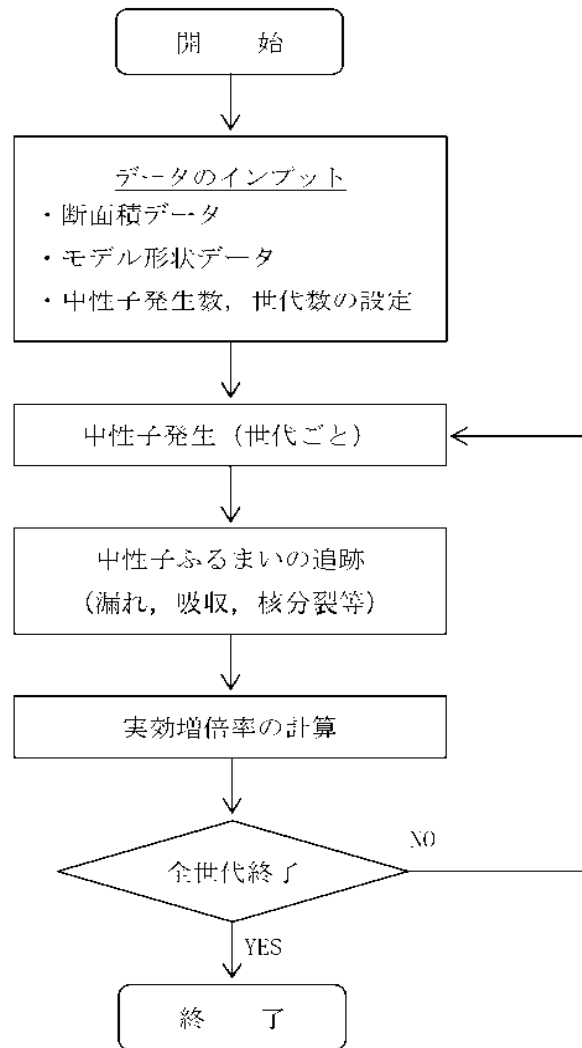 開　始
データのインプット
・断面積データ
・モデル形状データ
・中性子発生数，世代数の設定
中性子発生（世代ごと）
中性子ふるまいの追跡
（漏れ，吸収，核分裂等）
実効増倍率の計算
全世代終了
NO
YES
終　了